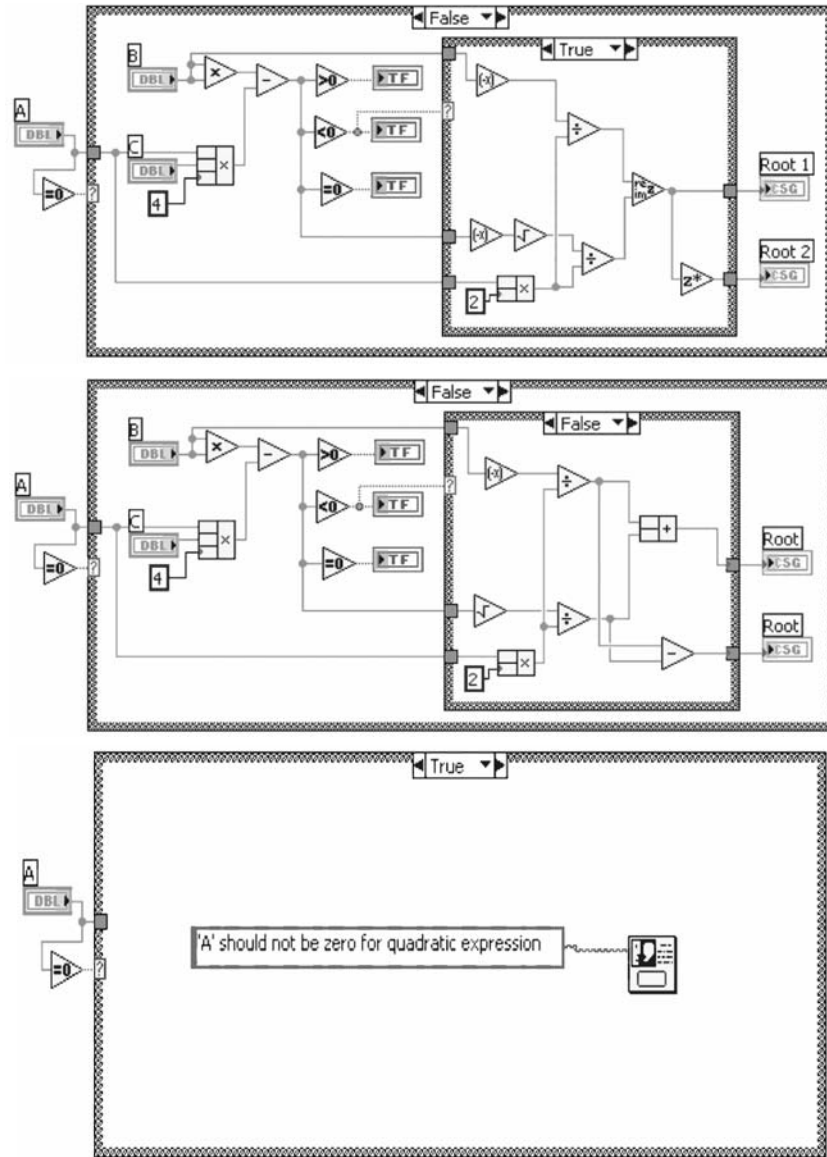 False
True
B
DBL
×
−
>0
TF
(-X)
A
DBL
<0
TF
?
÷
C
DBL
×
=0
TF
Root 1
CSG
=0
?
4
re
im
z
(-X)
√
÷
Root 2
CSG
2
×
z*
False
False
B
DBL
×
−
>0
TF
(-X)
÷
A
DBL
<0
TF
?
+
C
DBL
×
=0
TF
Root
CSG
=0
?
4
√
÷
Root
CSG
2
×
−
True
A
DBL
'A' should not be zero for quadratic expression
=0
?